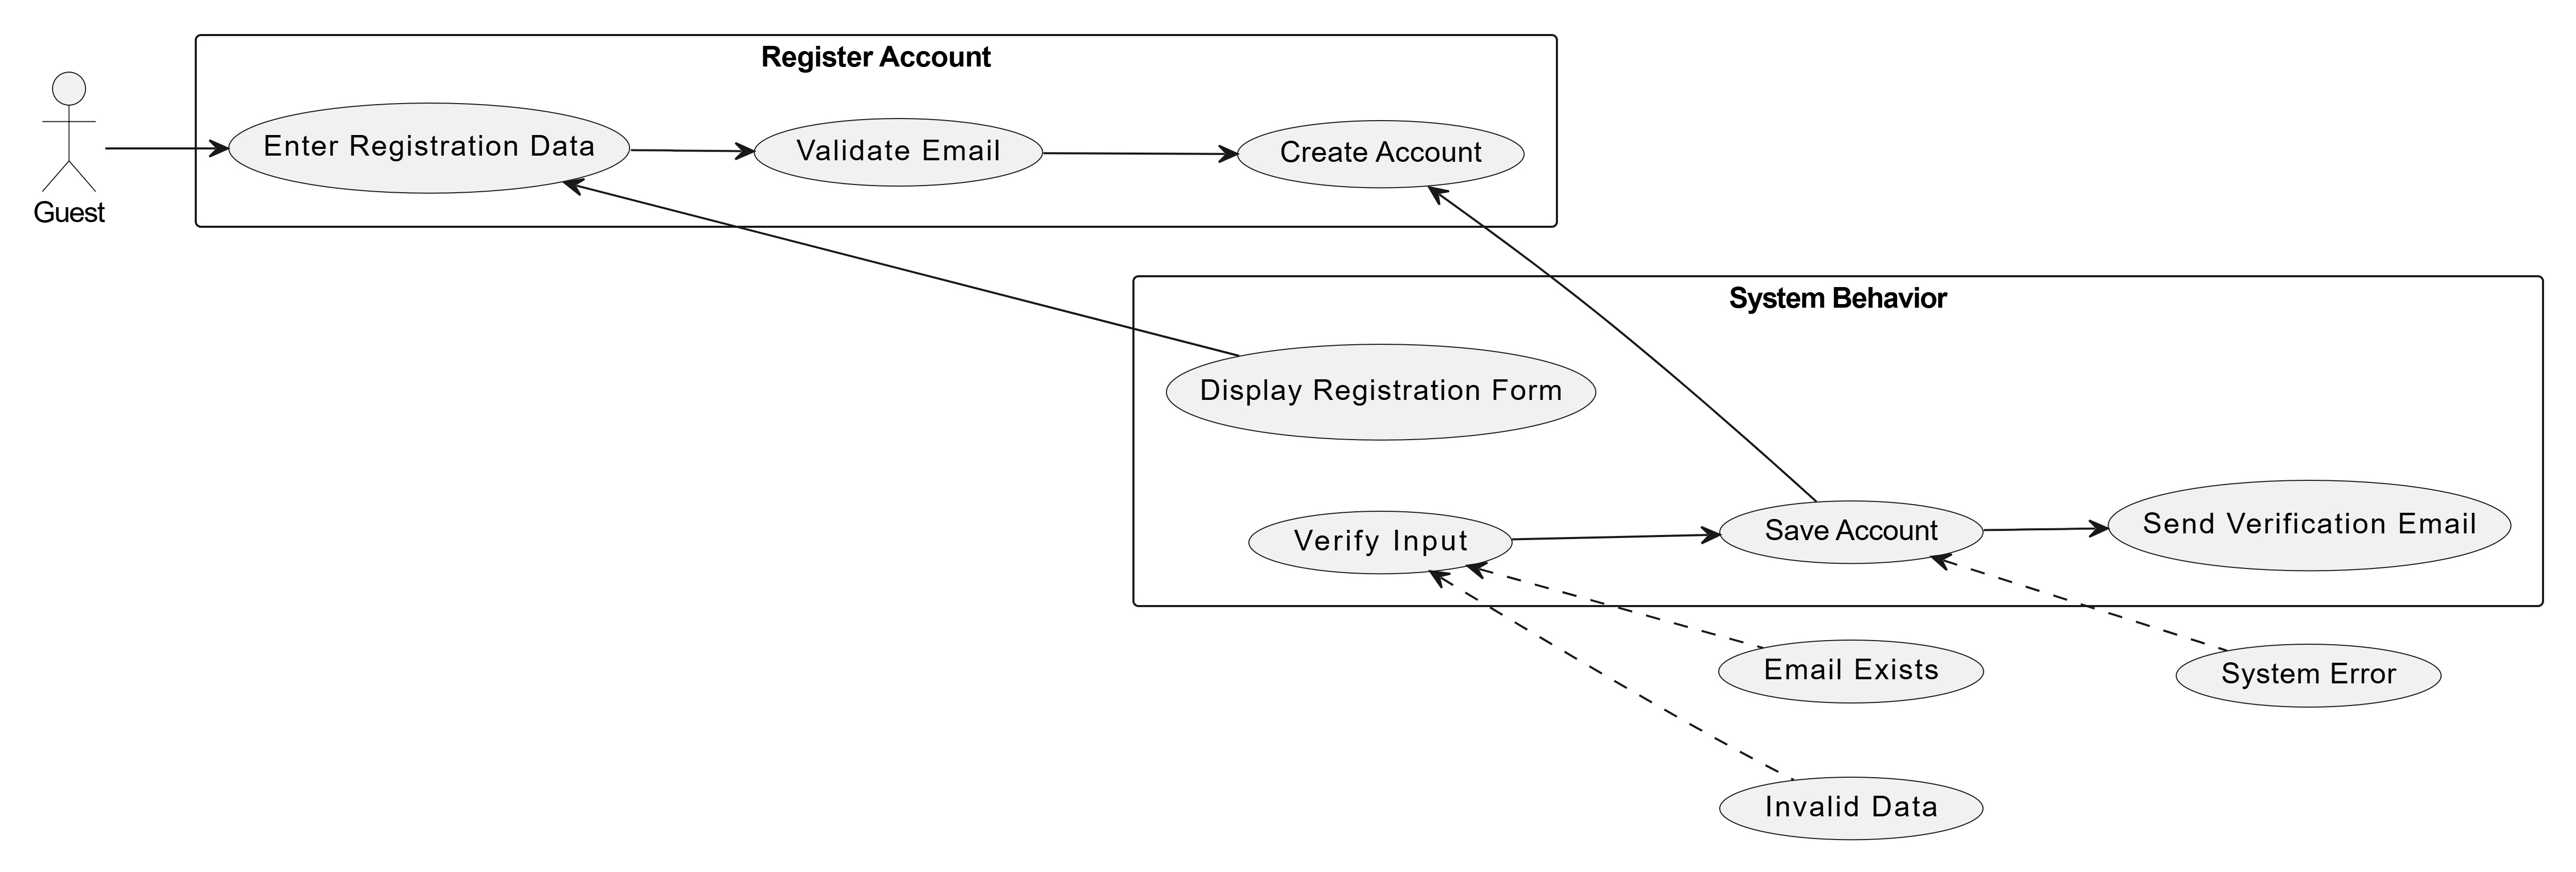 Register Account
Guest
Enter Registration Data
Validate Email
Create Account
System Behavior
Display Registration Form
Verify Input
Save Account
Send Verification Email
Email Exists
System Error
Invalid Data